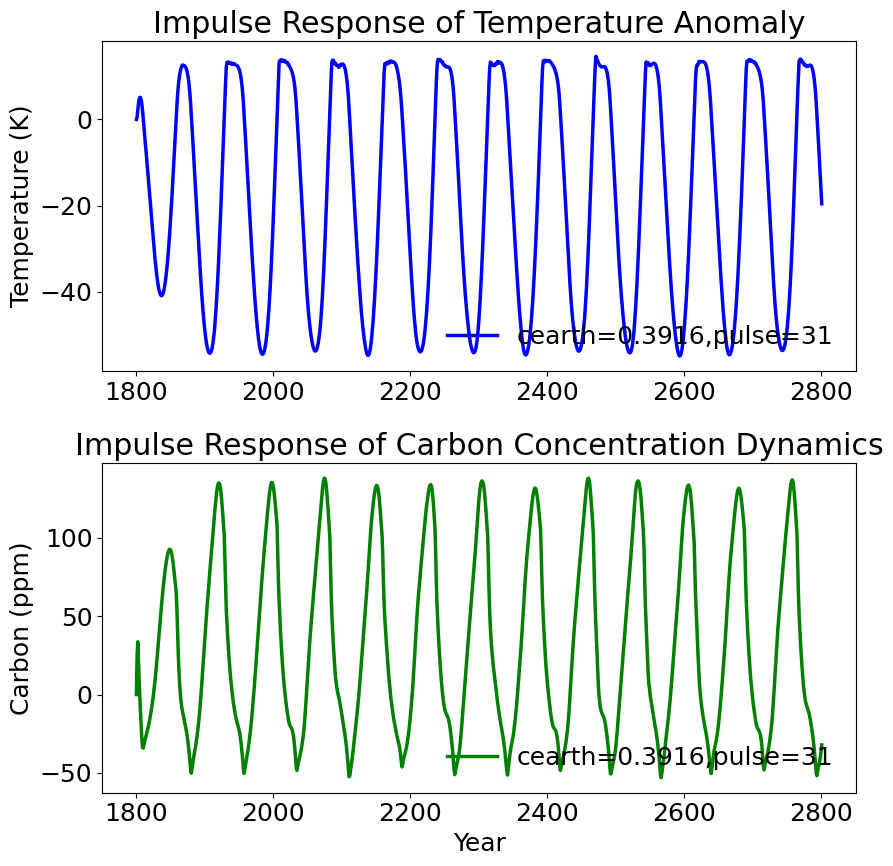 Impulse Response of Temperature Anomaly
Temperature (K)
0
−20
−40
cearth=0.3916,pulse=31
1800 2000 2200 2400 2600 2800
Impulse Response of Carbon Concentration Dynamics
Carbon (ppm)
100
50
0
−50
cearth=0.3916,pulse=31
1800 2000 2200 2400 2600 2800
Year